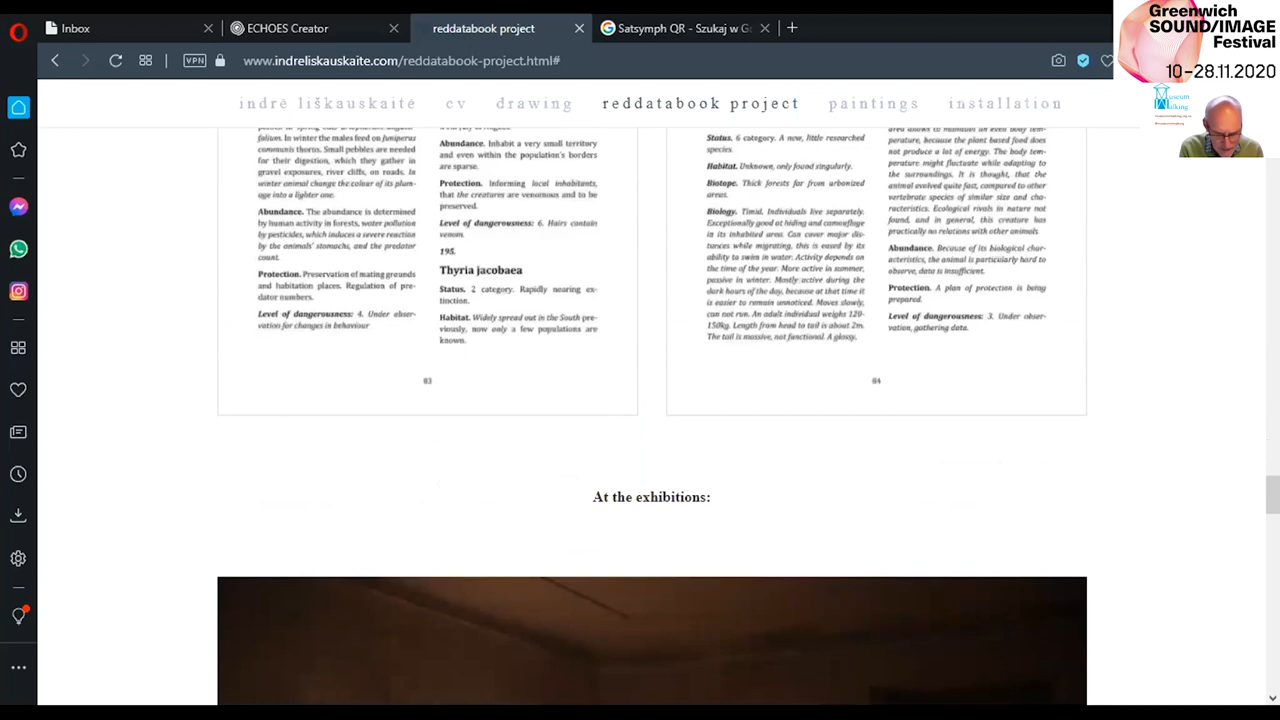 Inbox
ECHOES Creator
reddatabook project
Satsymph QR - Szukaj w G
Greenwich
SOUND/IMAGE
Festival
10–28.11.2020
VPN
www.indreliskauskaite.com/reddatabook-project.html#
indrė liškauskaitė cv drawing reddatabook project paintings installation
falium. In winter the males feed on Juniperus
communis thorns. Small pebbles are needed
for their digestion, which they gather in
gravel exposures, river cliffs, on roads. In
winter animal change the colour of its plum-
age into a lighter one.
Abundance. The abundance is determined
by human activity in forests, water pollution
by pesticides, which induces a severe reaction
by the animals' stomachs, and the predator
count.
Protection. Preservation of mating grounds
and habitation places. Regulation of pre-
dator numbers.
Level of dangerousness: 4. Under obser-
vation for changes in behaviour
Abundance. Inhabit a very small territory
and even within the population's borders
are sparse.
Protection. Informing local inhabitants,
that the creatures are venomous and to be
preserved.
Level of dangerousness: 6. Hairs contain
venom.
195.
Thyria jacobaea
Status. 2 category. Rapidly nearing ex-
tinction.
Habitat. Widely spread out in the South pre-
viously, now only a few populations are
known.
03
Status. 6 category. A new, little researched
species.
Habitat. Unknown, only found singularly.
Biotope. Thick forests far from urbanized
areas.
Biology. Timid. Individuals live separately.
Exceptionally good at hiding and camouflage
in its inhabited area. Can cover major dis-
tances while migrating, this is eased by its
ability to swim in water. Activity depends on
the time of the year. More active in summer,
passive in winter. Mostly active during the
dark hours of the day, because at that time it
is easier to remain unnoticed. Moves slowly,
can not run. An adult individual weighs 120-
150kg. Length from head to tail is about 2m.
The tail is massive, not functional. A glossy,
area allows to maintain an even body tem-
perature, because the plant based food does
not produce a lot of energy. The body tem-
perature might fluctuate while adapting to
the surroundings. It is thought, that the
animal evolved quite fast, compared to other
vertebrate species of similar size and cha-
racteristics. Ecological rivals in nature not
found, and in general, this creature has
practically no relations with other animals.
Abundance. Because of its biological char-
acteristics, the animal is particularly hard to
observe, data is insufficient.
Protection. A plan of protection is being
prepared.
Level of dangerousness: 3. Under obser-
vation, gathering data.
04
At the exhibitions: